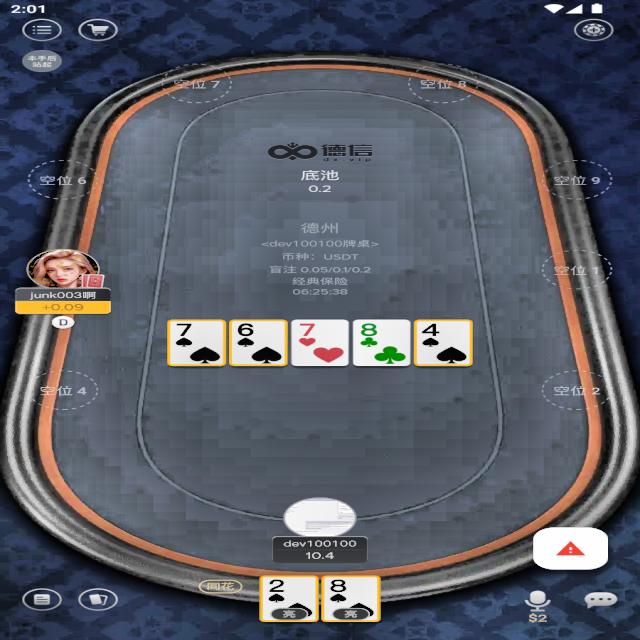 2:01
本手后
站起
空位 7
空位 8
德信
dx.vip
底池
0.2
空位 6
空位 9
德州
<dev100100牌桌>
币种: USDT
盲注 0.05/0.1/0.2
经典保险
06:25:38
空位 1
junk003啊
+0.09
D
7 6 7 8 4
空位 4
空位 2
dev100100
10.4
同花
2 8
亮 亮
$2